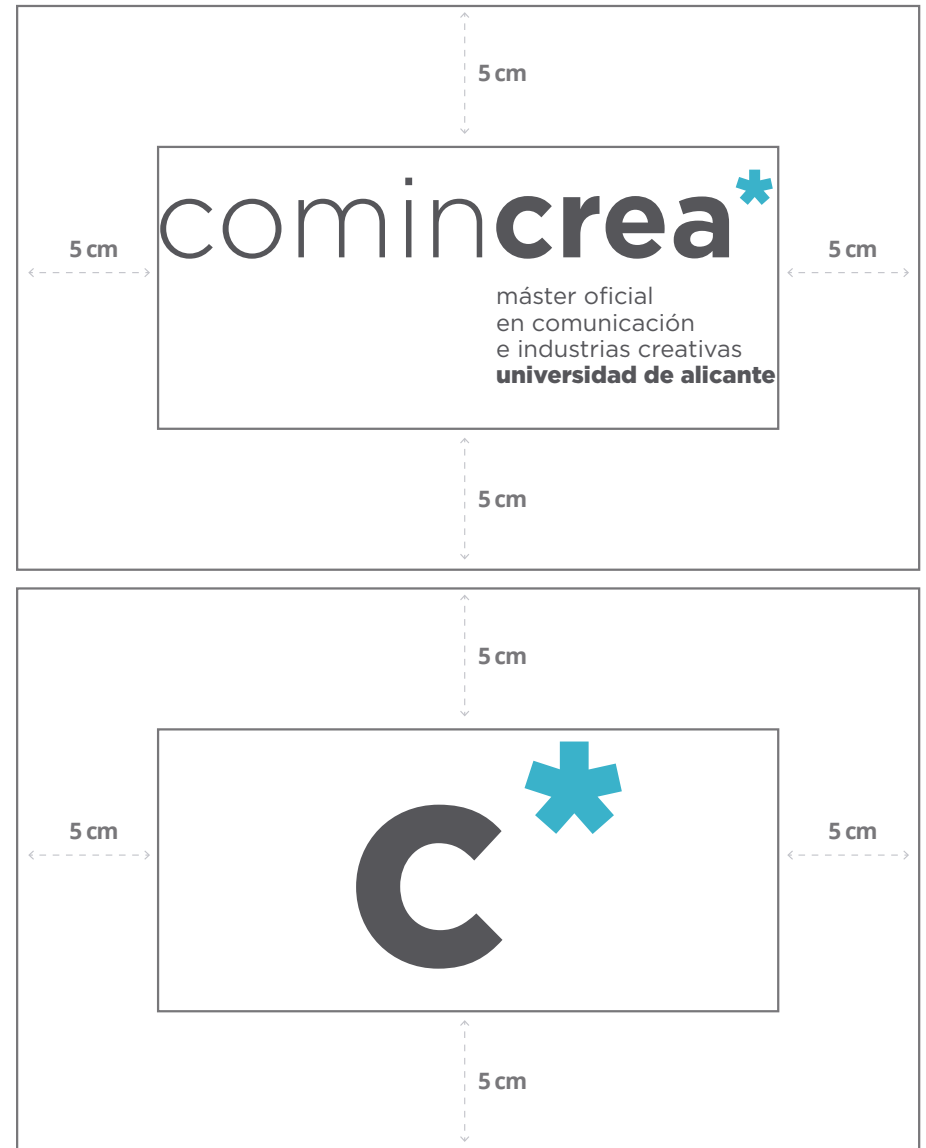 5 cm
comincrea*
5 cm
5 cm
máster oficial
en comunicación
e industrias creativas
universidad de alicante
5 cm
5 cm
c*
5 cm
5 cm
5 cm